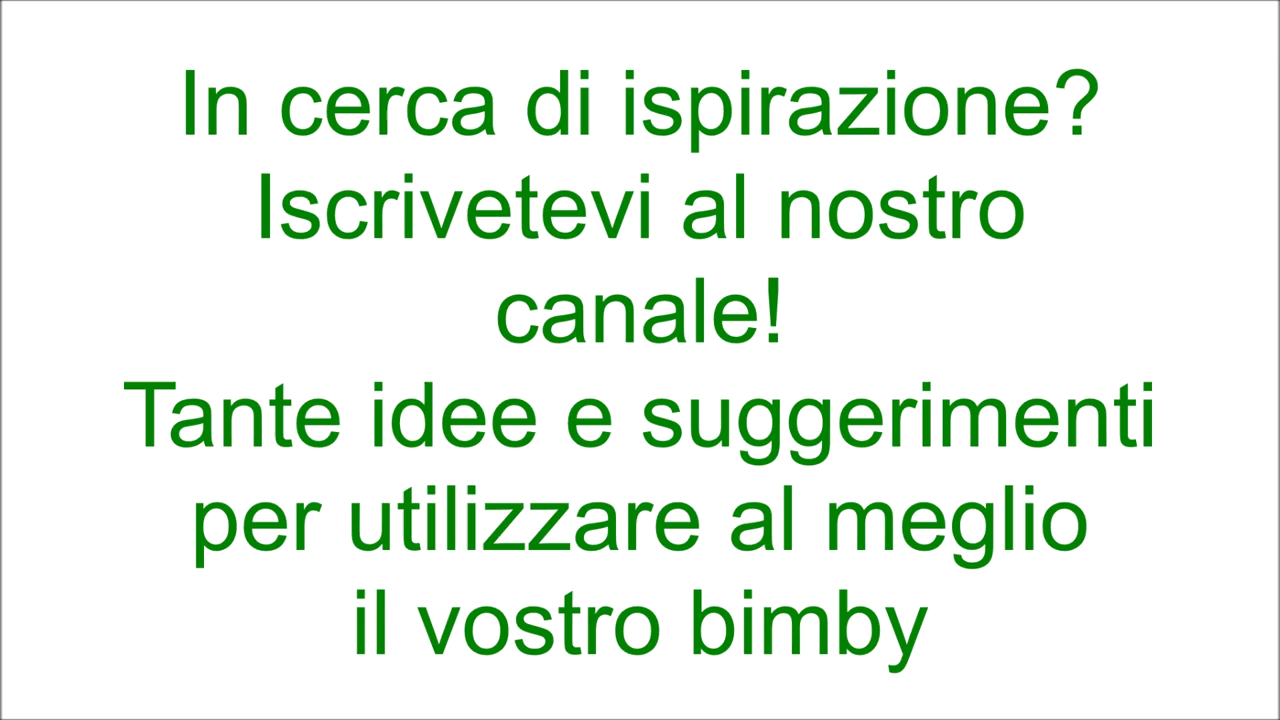 In cerca di ispirazione?
Iscrivetevi al nostro
canale!
Tante idee e suggerimenti
per utilizzare al meglio
il vostro bimby